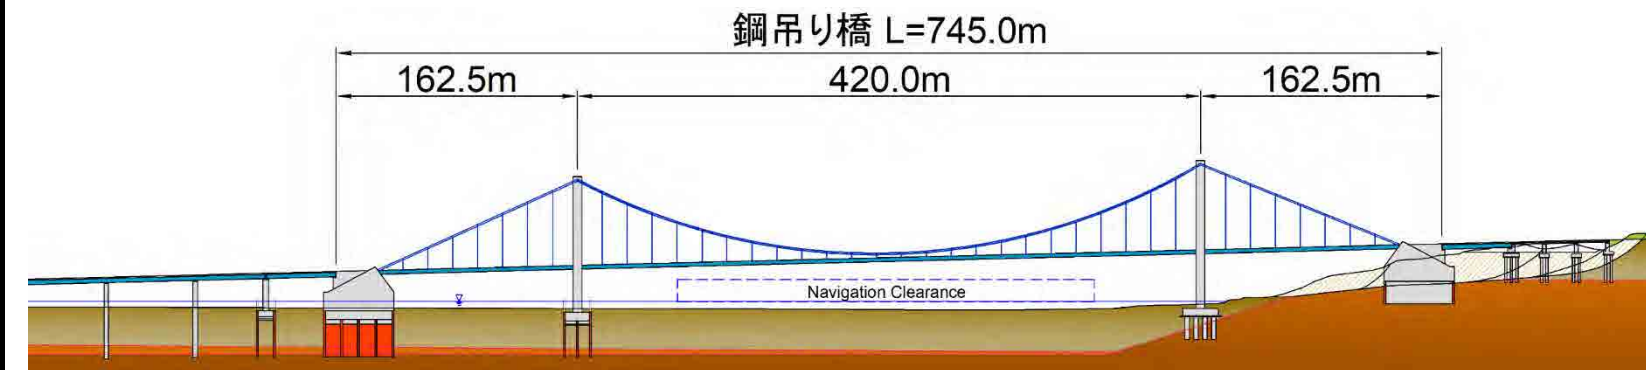 鋼吊り橋 L=745.0m
162.5m 420.0m 162.5m
Navigation Clearance